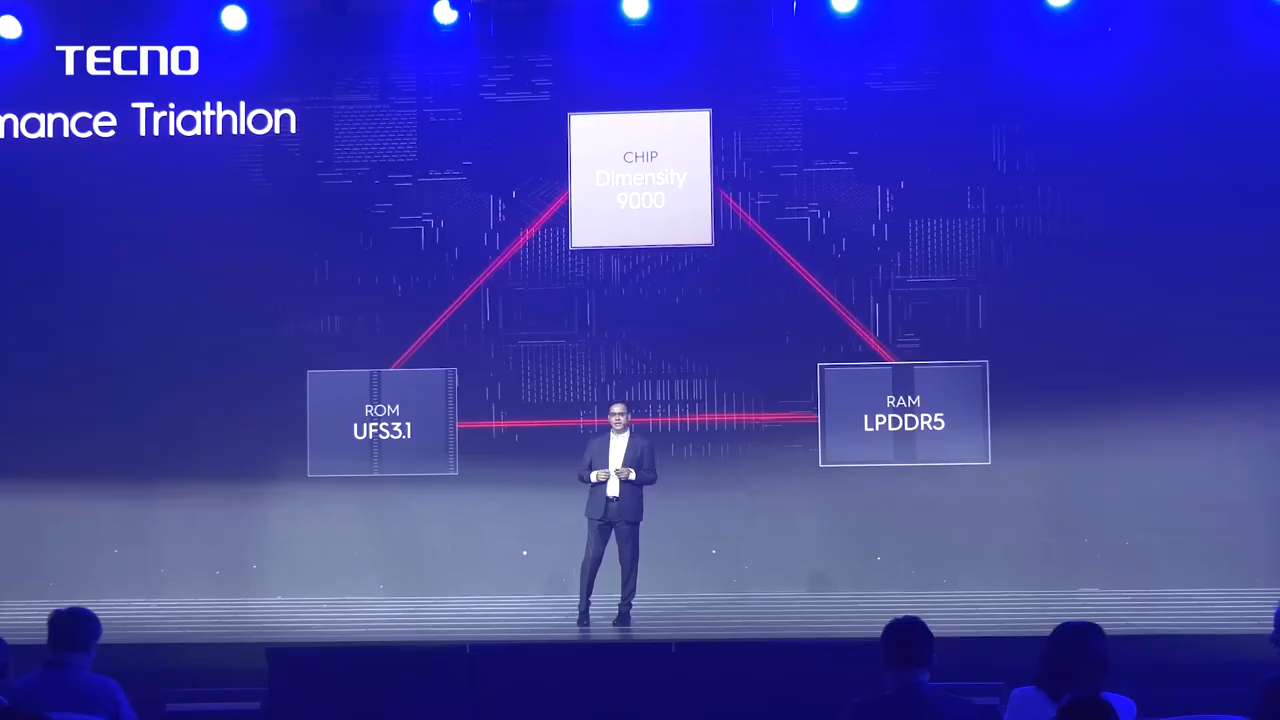 TECNO
mance Triathlon
CHIP
Dimensity
9000
ROM
UFS3.1
RAM
LPDDR5